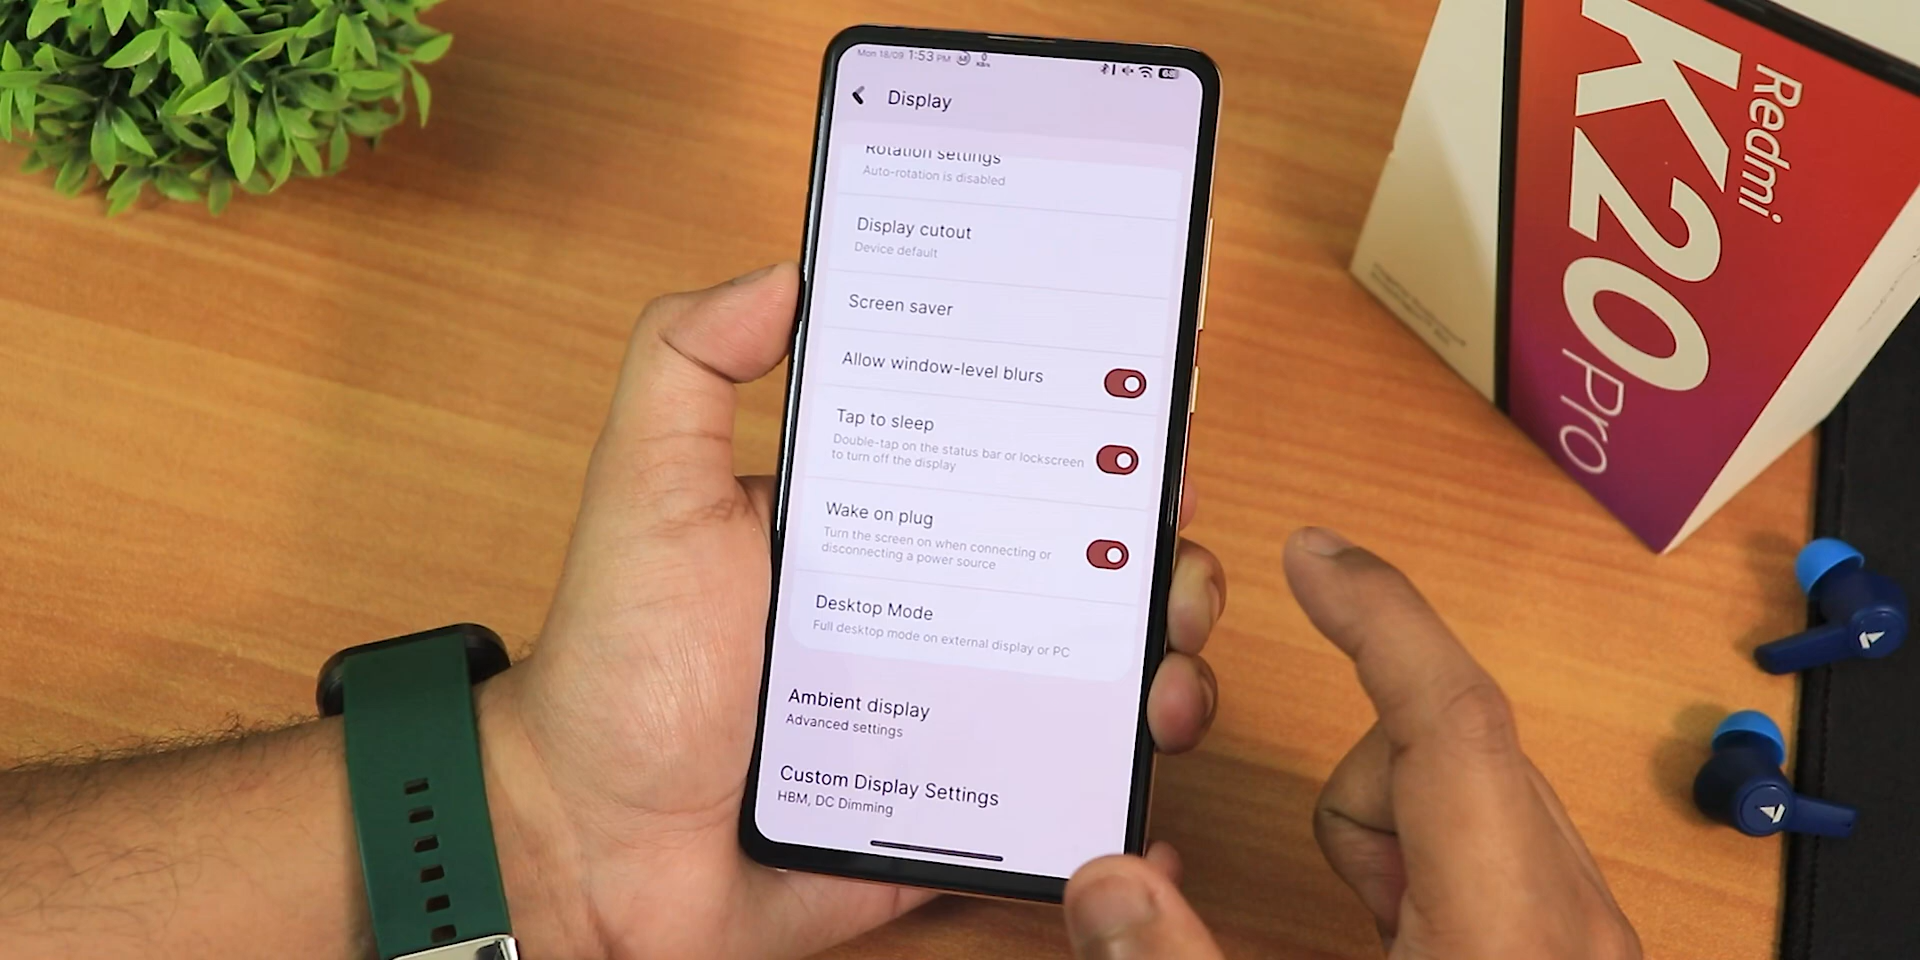 Mon 18/09 1:53 PM
68
Display
Rotation settings
Auto-rotation is disabled
Display cutout
Device default
Screen saver
Allow window-level blurs
Tap to sleep
Double-tap on the status bar or lockscreen
to turn off the display
Wake on plug
Turn the screen on when connecting or
disconnecting a power source
Desktop Mode
Full desktop mode on external display or PC
Ambient display
Advanced settings
Custom Display Settings
HBM, DC Dimming
Redmi
K20 Pro